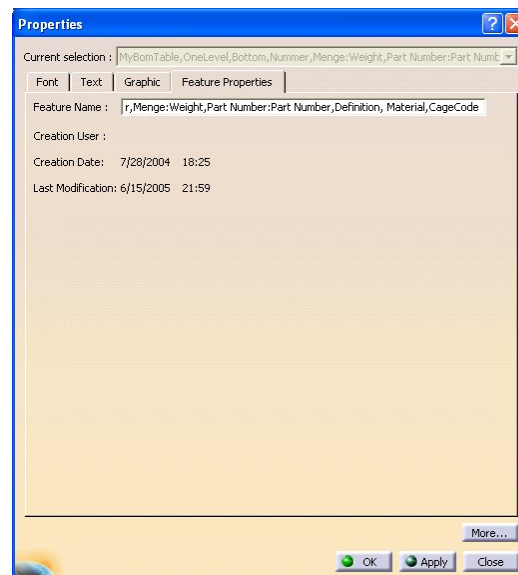 Properties
Current selection : MyBomTable,OneLevel,Bottom,Nummer,Menge:Weight,Part Number:Part Numb
Font Text Graphic Feature Properties
Feature Name : r,Menge:Weight,Part Number:Part Number,Definition, Material,CageCode
Creation User :
Creation Date: 7/28/2004 18:25
Last Modification: 6/15/2005 21:59
More...
OK Apply Close